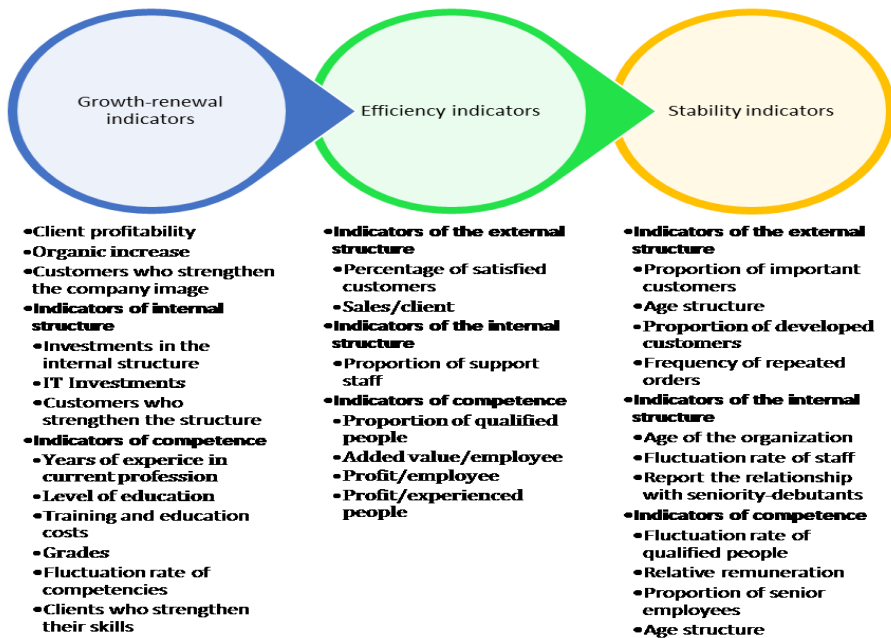 Growth-renewal
indicators
Efficiency indicators
Stability indicators
•Client profitability
•Organic increase
•Customers who strengthen
the company image
•Indicators of internal
structure
•Investments in the
internal structure
•IT Investments
•Customers who
strengthen the structure
•Indicators of competence
•Years of experice in
current profession
•Level of education
•Training and education
costs
•Grades
•Fluctuation rate of
competencies
•Clients who strengthen
their skills
•Indicators of the external
structure
•Percentage of satisfied
customers
•Sales/client
•Indicators of the internal
structure
•Proportion of support
staff
•Indicators of competence
•Proportion of qualified
people
•Added value/employee
•Profit/employee
•Profit/experienced
people
•Indicators of the external
structure
•Proportion of important
customers
•Age structure
•Proportion of developed
customers
•Frequency of repeated
orders
•Indicators of the internal
structure
•Age of the organization
•Fluctuation rate of staff
•Report the relationship
with seniority-debutants
•Indicators of competence
•Fluctuation rate of
qualified people
•Relative remuneration
•Proportion of senior
employees
•Age structure